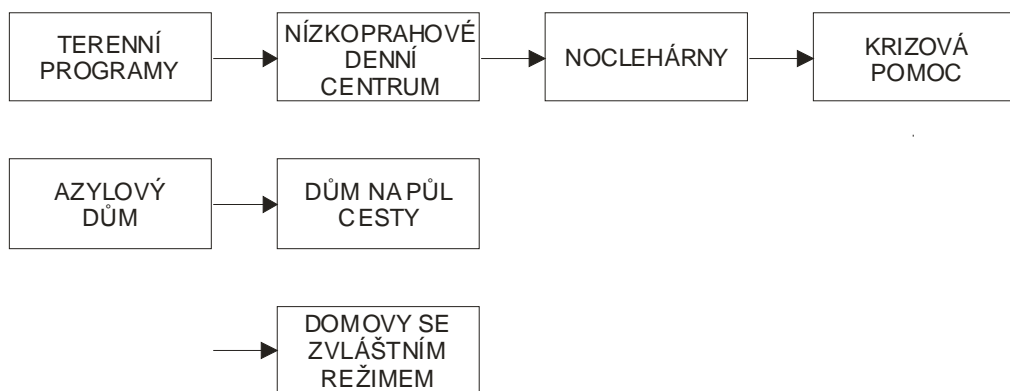 TERENNÍ
PROGRAMY
NÍZKOPRAHOVÉ
DENNÍ
CENTRUM
NOCLEHÁRNY
KRIZOVÁ
POMOC
AZYLOVÝ
DŮM
DŮM NA PŮL
CESTY
DOMOVY SE
ZVLÁŠTNÍM
REŽIMEM